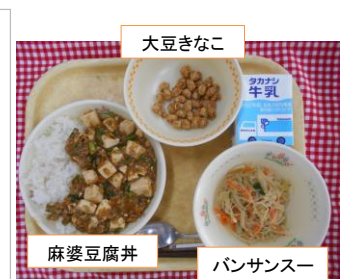 大豆きなこ
タカナシ
牛乳
麻婆豆腐丼
バンサンスー